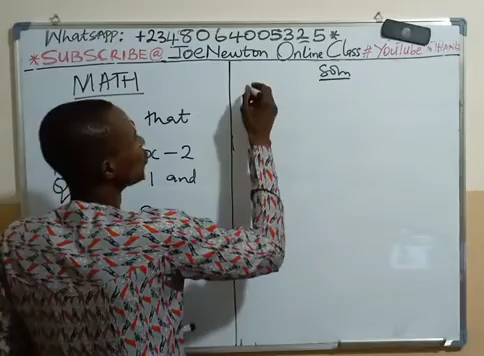 WhatsApp: +2348064005325*
*SUBSCRIBE@ JoeNewton Online Class #YouTube
MATH
that
x-2
1 and
Soln